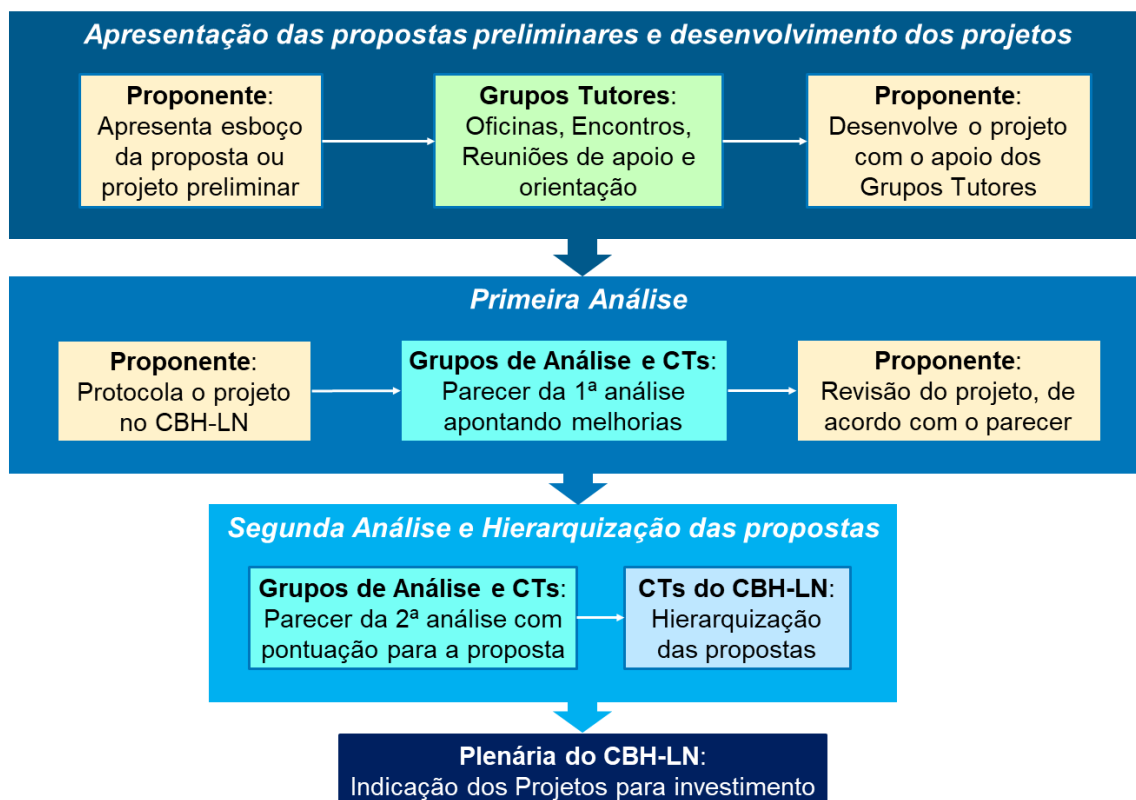 Apresentação das propostas preliminares e desenvolvimento dos projetos
Proponente:
Apresenta esboço
da proposta ou
projeto preliminar
Grupos Tutores:
Oficinas, Encontros,
Reuniões de apoio e
orientação
Proponente:
Desenvolve o projeto
com o apoio dos
Grupos Tutores
Primeira Análise
Proponente:
Protocola o projeto
no CBH-LN
Grupos de Análise e CTs:
Parecer da 1ª análise
apontando melhorias
Proponente:
Revisão do projeto, de
acordo com o parecer
Segunda Análise e Hierarquização das propostas
Grupos de Análise e CTs:
Parecer da 2ª análise com
pontuação para a proposta
CTs do CBH-LN:
Hierarquização
das propostas
Plenária do CBH-LN:
Indicação dos Projetos para investimento